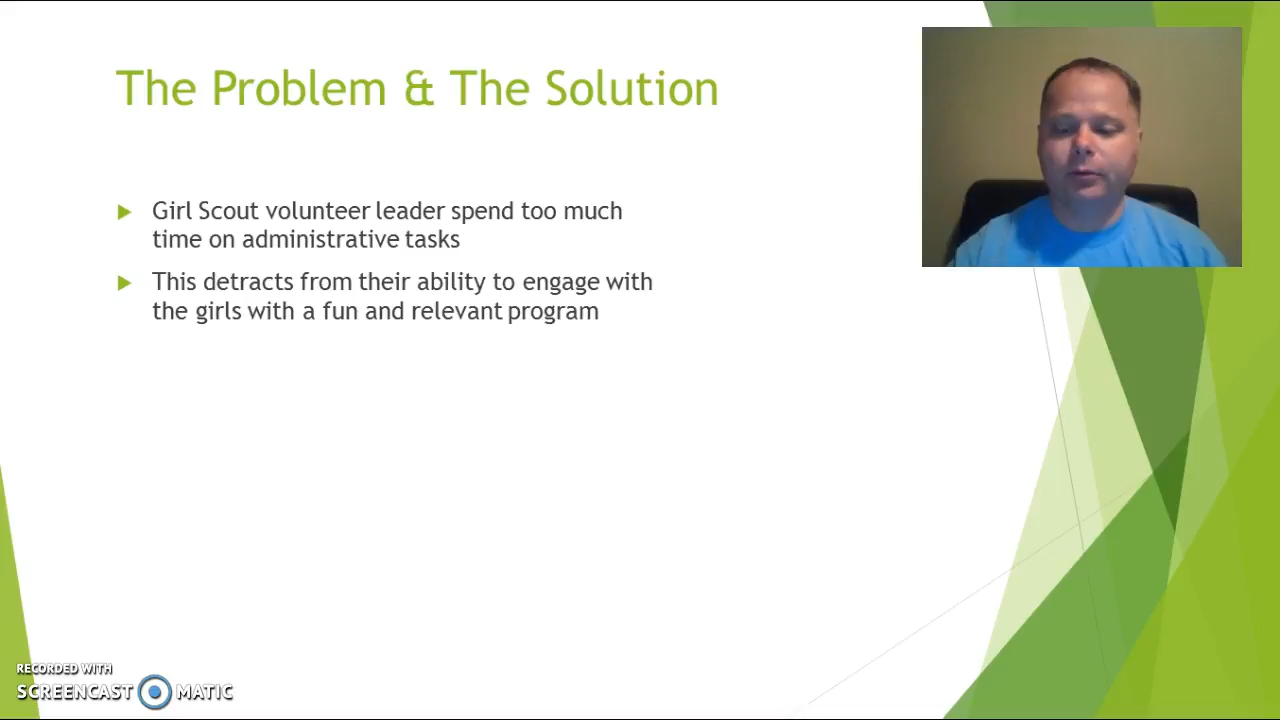 The Problem & The Solution
Girl Scout volunteer leader spend too much
time on administrative tasks
This detracts from their ability to engage with
the girls with a fun and relevant program
RECORDED WITH
SCREENCAST MATIC